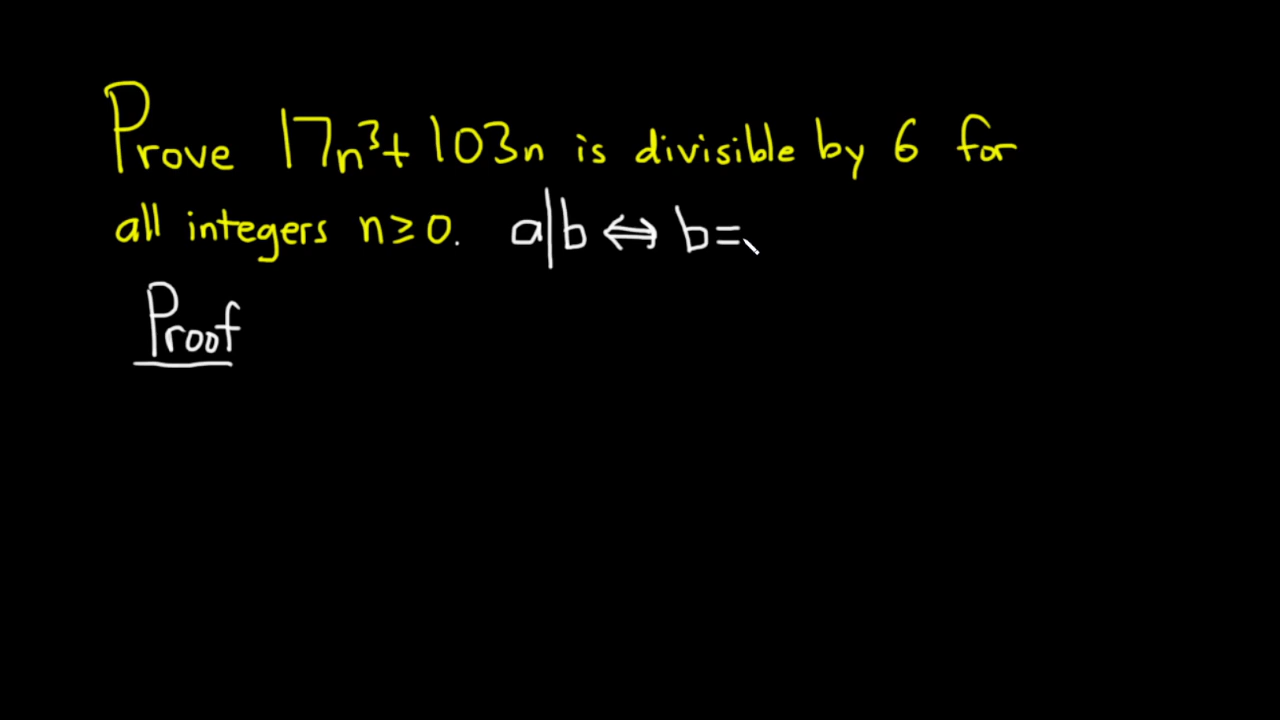 Prove 17n³+103n is divisible by 6 for
all integers n≥0. a|b ⇔ b=
Proof